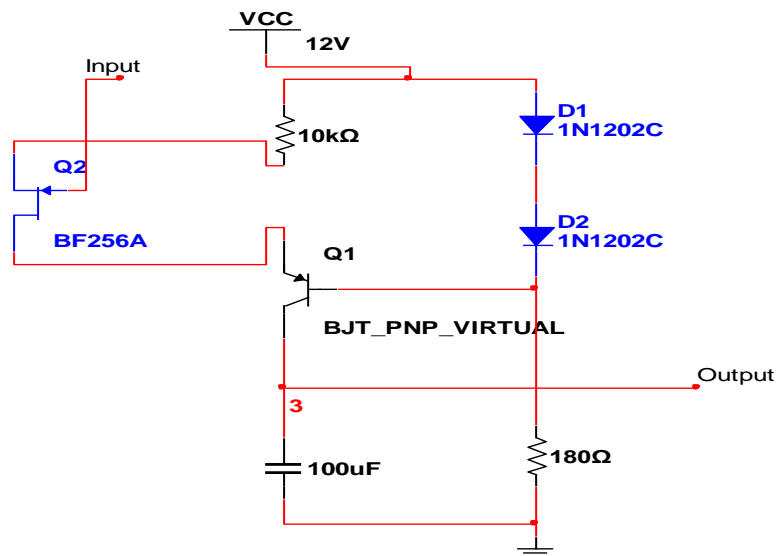 VCC
12V
Input
D1
1N1202C
10kΩ
Q2
BF256A
D2
1N1202C
Q1
BJT_PNP_VIRTUAL
Output
3
100uF
180Ω